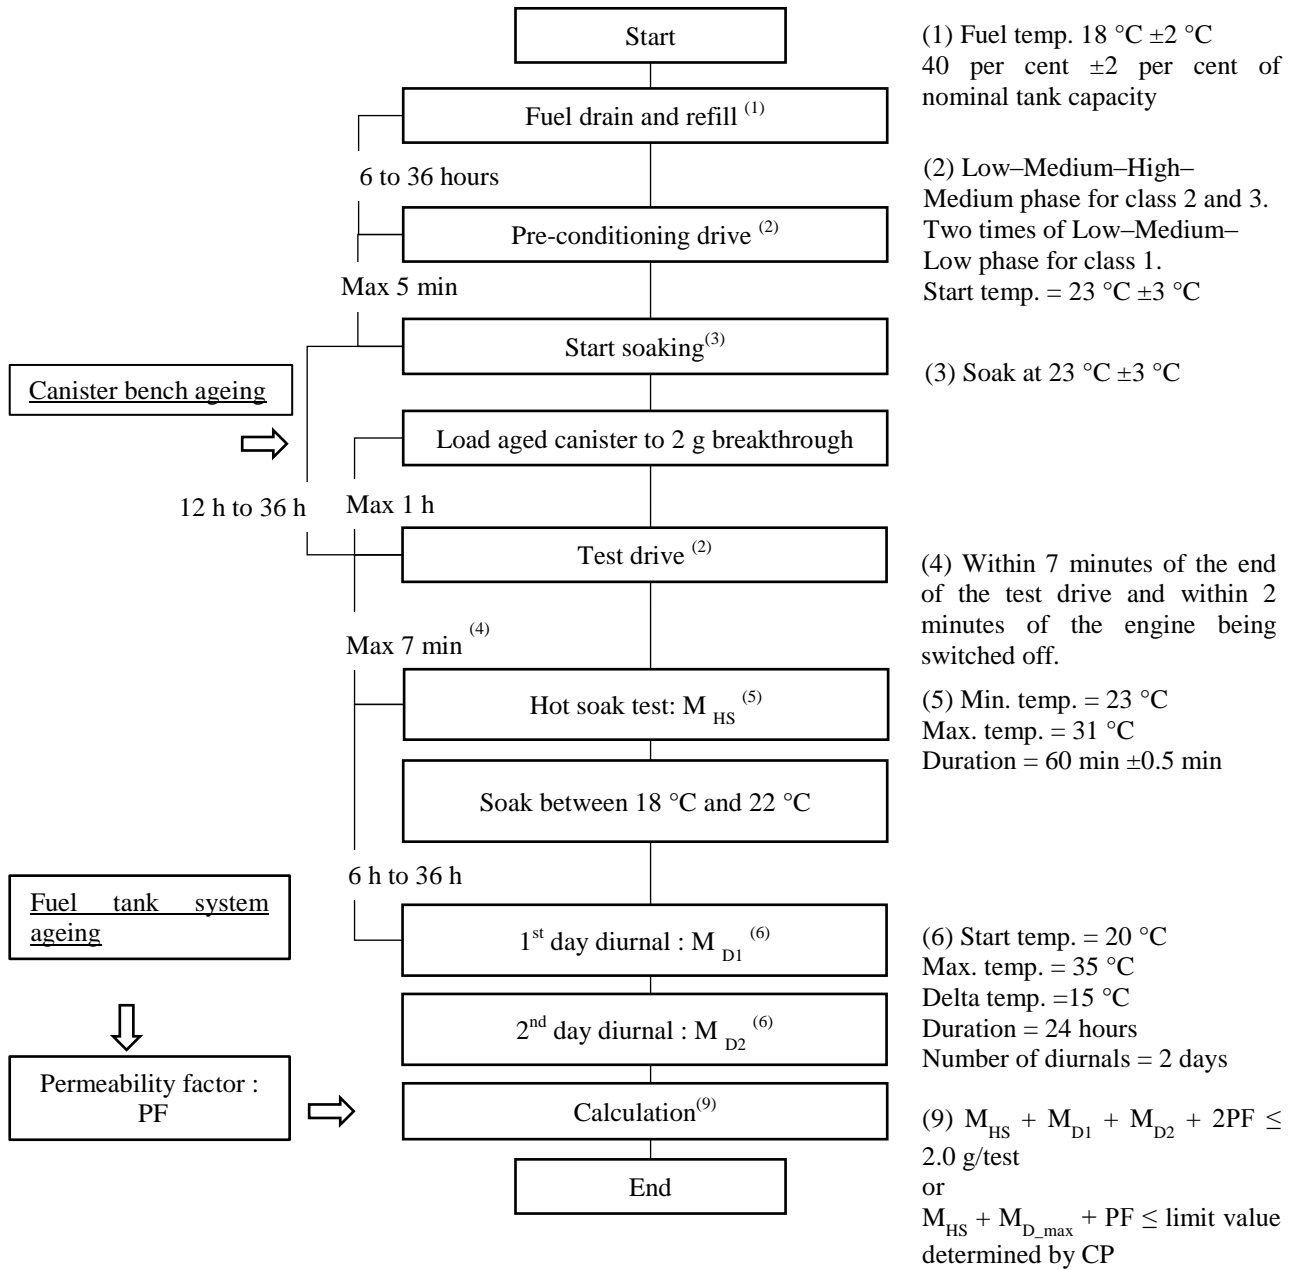 Start
(1) Fuel temp. 18 °C ±2 °C
40 per cent ±2 per cent of
nominal tank capacity
Fuel drain and refill (1)
6 to 36 hours
(2) Low–Medium–High–
Medium phase for class 2 and 3.
Two times of Low–Medium–
Low phase for class 1.
Start temp. = 23 °C ±3 °C
Pre-conditioning drive (2)
Max 5 min
Start soaking(3)
(3) Soak at 23 °C ±3 °C
Canister bench ageing
Load aged canister to 2 g breakthrough
12 h to 36 h
Max 1 h
Test drive (2)
(4) Within 7 minutes of the end
of the test drive and within 2
minutes of the engine being
switched off.
Max 7 min (4)
Hot soak test: M HS (5)
(5) Min. temp. = 23 °C
Max. temp. = 31 °C
Duration = 60 min ±0.5 min
Soak between 18 °C and 22 °C
6 h to 36 h
Fuel tank system
ageing
1st day diurnal : M D1 (6)
(6) Start temp. = 20 °C
Max. temp. = 35 °C
Delta temp. =15 °C
Duration = 24 hours
Number of diurnals = 2 days
2nd day diurnal : M D2 (6)
Permeability factor :
PF
Calculation(9)
(9) MHS + MD1 + MD2 + 2PF ≤
2.0 g/test
or
MHS + MD_max + PF ≤ limit value
determined by CP
End